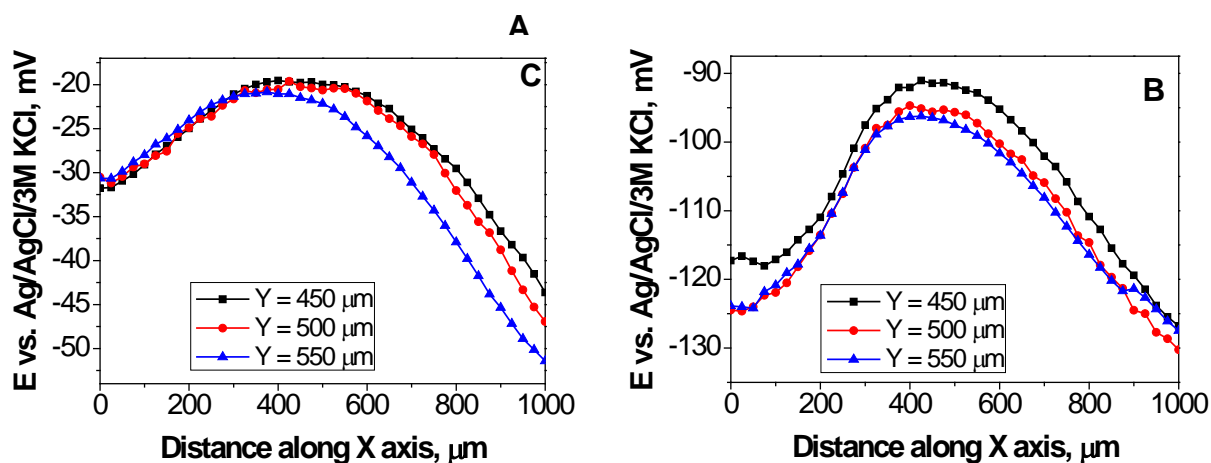 A
C
E vs. Ag/AgCl/3M KCl, mV
-20
-25
-30
-35
-40
-45
-50
Y = 450 μm
Y = 500 μm
Y = 550 μm
0 200 400 600 800 1000
Distance along X axis, μm
B
E vs. Ag/AgCl/3M KCl, mV
-90
-100
-110
-120
-130
Y = 450 μm
Y = 500 μm
Y = 550 μm
0 200 400 600 800 1000
Distance along X axis, μm